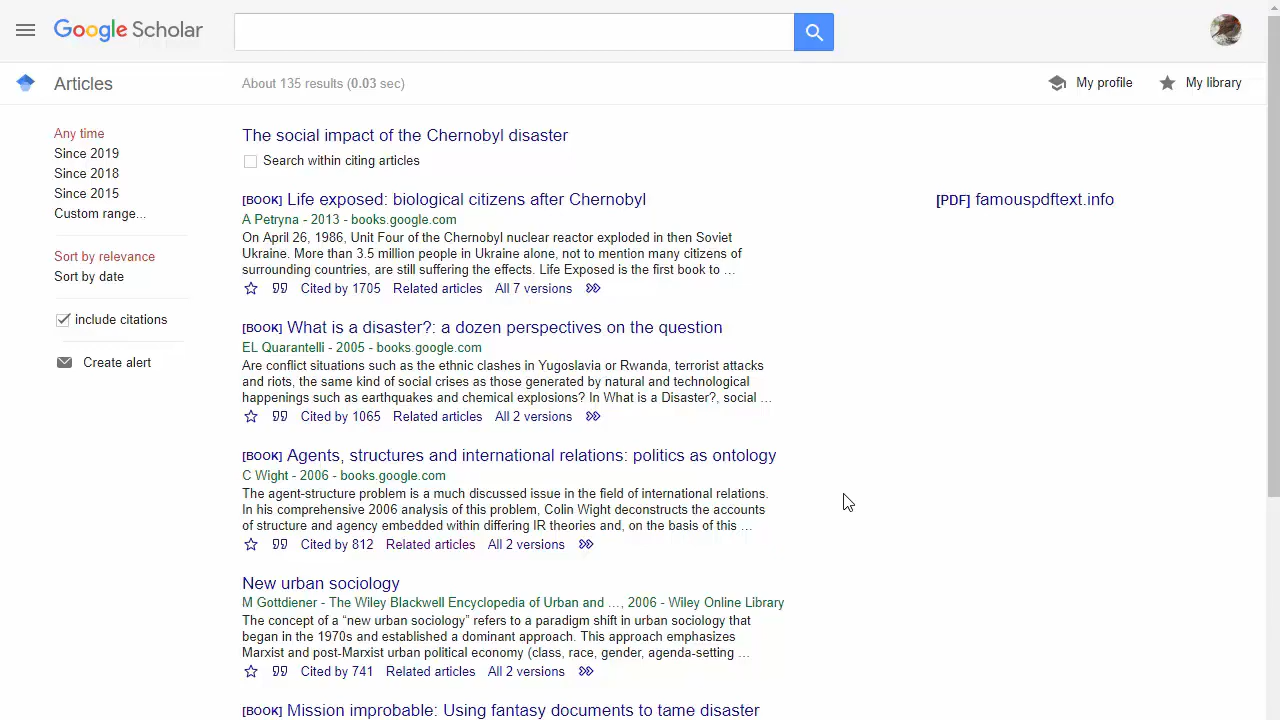 Google Scholar
Articles
About 135 results (0.03 sec)
My profile
My library
Any time
Since 2019
Since 2018
Since 2015
Custom range...
Sort by relevance
Sort by date
include citations
Create alert
The social impact of the Chernobyl disaster
Search within citing articles
[BOOK] Life exposed: biological citizens after Chernobyl
[PDF] famouspdftext.info
A Petryna - 2013 - books.google.com
On April 26, 1986, Unit Four of the Chernobyl nuclear reactor exploded in then Soviet
Ukraine. More than 3.5 million people in Ukraine alone, not to mention many citizens of
surrounding countries, are still suffering the effects. Life Exposed is the first book to ...
Cited by 1705 Related articles All 7 versions
[BOOK] What is a disaster?: a dozen perspectives on the question
EL Quarantelli - 2005 - books.google.com
Are conflict situations such as the ethnic clashes in Yugoslavia or Rwanda, terrorist attacks
and riots, the same kind of social crises as those generated by natural and technological
happenings such as earthquakes and chemical explosions? In What is a Disaster?, social ...
Cited by 1065 Related articles All 2 versions
[BOOK] Agents, structures and international relations: politics as ontology
C Wight - 2006 - books.google.com
The agent-structure problem is a much discussed issue in the field of international relations.
In his comprehensive 2006 analysis of this problem, Colin Wight deconstructs the accounts
of structure and agency embedded within differing IR theories and, on the basis of this ...
Cited by 812 Related articles All 2 versions
New urban sociology
M Gottdiener - The Wiley Blackwell Encyclopedia of Urban and …, 2006 - Wiley Online Library
The concept of a “new urban sociology” refers to a paradigm shift in urban sociology that
began in the 1970s and established a dominant approach. This approach emphasizes
Marxist and post-Marxist urban political economy (class, race, gender, agenda-setting ...
Cited by 741 Related articles All 2 versions
[BOOK] Mission improbable: Using fantasy documents to tame disaster